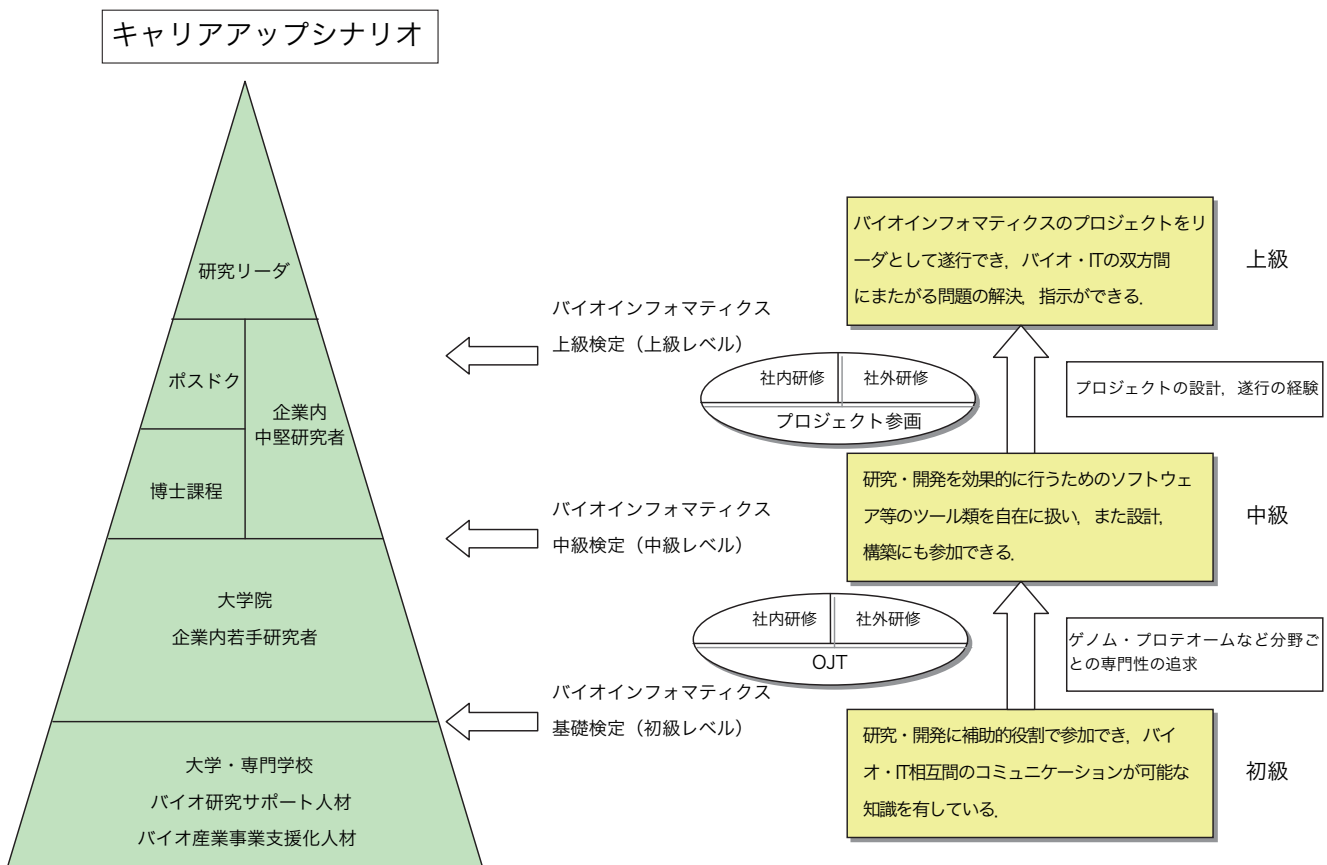 キャリアアップシナリオ
研究リーダ
ポスドク
企業内
中堅研究者
博士課程
大学院
企業内若手研究者
大学・専門学校
バイオ研究サポート人材
バイオ産業事業支援化人材
バイオインフォマティクス
上級検定（上級レベル）
バイオインフォマティクス
中級検定（中級レベル）
バイオインフォマティクス
基礎検定（初級レベル）
社内研修
社外研修
プロジェクト参画
社内研修
社外研修
OJT
バイオインフォマティクスのプロジェクトをリ
ーダとして遂行でき，バイオ・ITの双方間
にまたがる問題の解決，指示ができる．
上級
プロジェクトの設計，遂行の経験
研究・開発を効果的に行うためのソフトウェ
ア等のツール類を自在に扱い，また設計，
構築にも参加できる．
中級
ゲノム・プロテオームなど分野ご
との専門性の追求
研究・開発に補助的役割で参加でき，バイ
オ・IT相互間のコミュニケーションが可能な
知識を有している．
初級